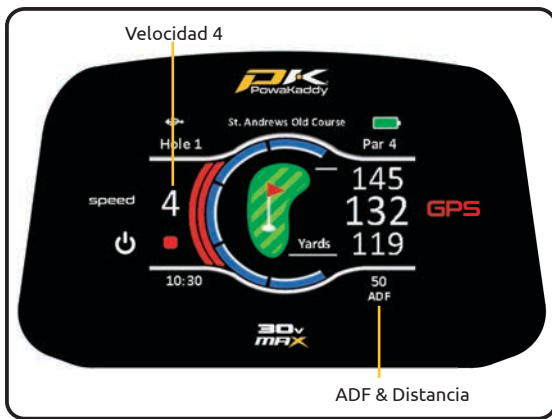 Velocidad 4
PK
PowaKaddy
St. Andrews Old Course
Hole 1
Par 4
speed
4
145
132
119
GPS
Yards
10:30
50
ADF
30v
MAX
ADF & Distancia